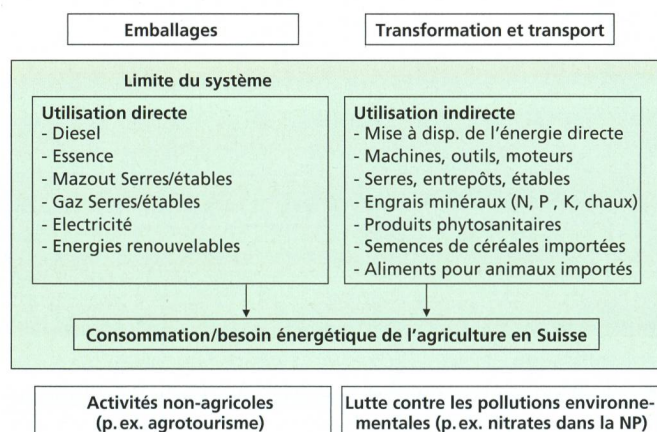 Emballages
Transformation et transport
Limite du système
Utilisation directe
- Diesel
- Essence
- Mazout Serres/étables
- Gaz Serres/étables
- Electricité
- Energies renouvelables
Utilisation indirecte
- Mise à disp. de l'énergie directe
- Machines, outils, moteurs
- Serres, entrepôts, étables
- Engrais minéraux (N, P , K, chaux)
- Produits phytosanitaires
- Semences de céréales importées
- Aliments pour animaux importés
Consommation/besoin énergétique de l'agriculture en Suisse
Activités non-agricoles
(p.ex. agrotourisme)
Lutte contre les pollutions environne-
mentales (p.ex. nitrates dans la NP)